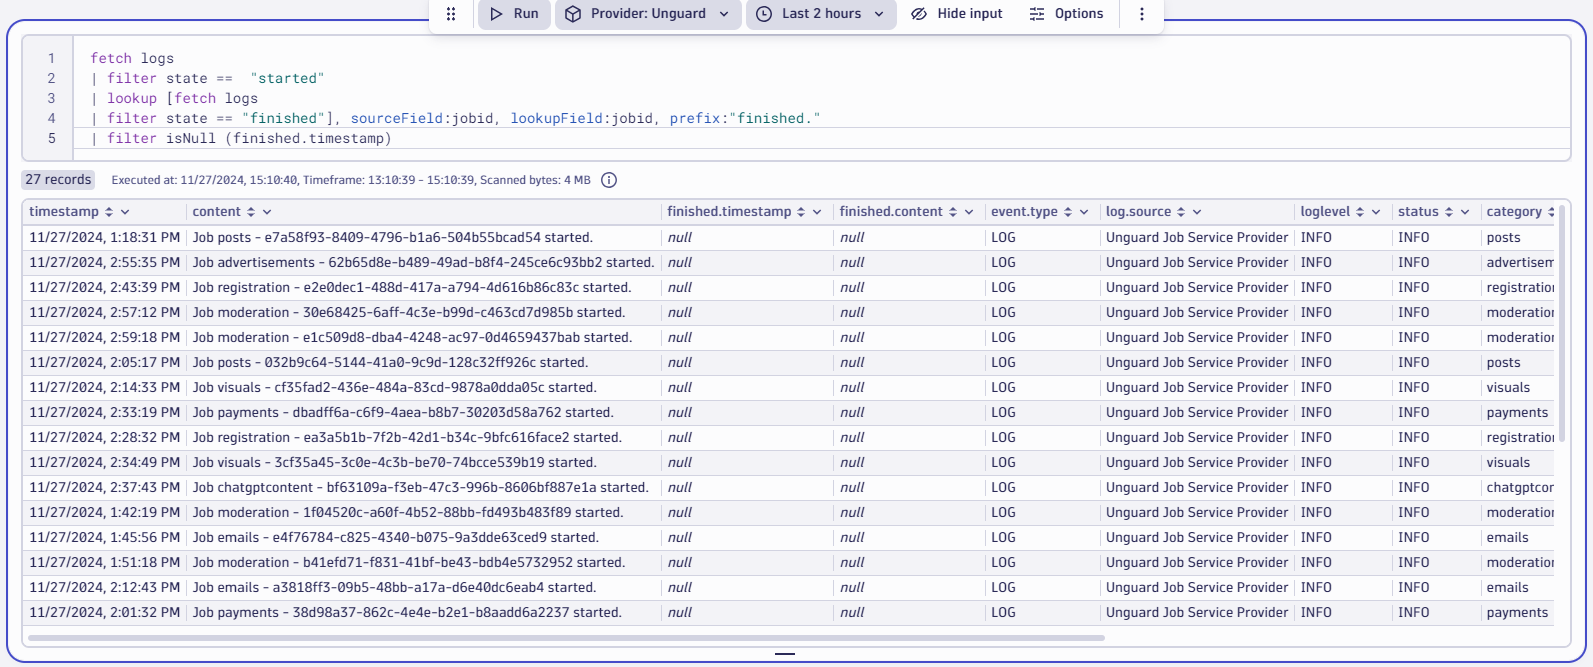 Run Provider: Unguard Last 2 hours Hide input Options
1 fetch logs
2 | filter state ==  "started"
3 | lookup [fetch logs
4 | filter state == "finished"], sourceField:jobid, lookupField:jobid, prefix:"finished."
5 | filter isNull (finished.timestamp)
27 records Executed at: 11/27/2024, 15:10:40, Timeframe: 13:10:39 - 15:10:39, Scanned bytes: 4 MB
timestamp content finished.timestamp finished.content event.type log.source loglevel status category
11/27/2024, 1:18:31 PM Job posts - e7a58f93-8409-4796-b1a6-504b55bcad54 started. null null LOG Unguard Job Service Provider INFO INFO posts
11/27/2024, 2:55:35 PM Job advertisements - 62b65d8e-b489-49ad-b8f4-245ce6c93bb2 started. null null LOG Unguard Job Service Provider INFO INFO advertisem
11/27/2024, 2:43:39 PM Job registration - e2e0dec1-488d-417a-a794-4d616b86c83c started. null null LOG Unguard Job Service Provider INFO INFO registration
11/27/2024, 2:57:12 PM Job moderation - 30e68425-6aff-4c3e-b99d-c463cd7d985b started. null null LOG Unguard Job Service Provider INFO INFO moderation
11/27/2024, 2:59:18 PM Job moderation - e1c509d8-dba4-4248-ac97-0d4659437bab started. null null LOG Unguard Job Service Provider INFO INFO moderation
11/27/2024, 2:05:17 PM Job posts - 032b9c64-5144-41a0-9c9d-128c32ff926c started. null null LOG Unguard Job Service Provider INFO INFO posts
11/27/2024, 2:14:33 PM Job visuals - cf35fad2-436e-484a-83cd-9878a0dda05c started. null null LOG Unguard Job Service Provider INFO INFO visuals
11/27/2024, 2:33:19 PM Job payments - dbadff6a-c6f9-4aea-b8b7-30203d58a762 started. null null LOG Unguard Job Service Provider INFO INFO payments
11/27/2024, 2:28:32 PM Job registration - ea3a5b1b-7f2b-42d1-b34c-9bfc616face2 started. null null LOG Unguard Job Service Provider INFO INFO registration
11/27/2024, 2:34:49 PM Job visuals - 3cf35a45-3c0e-4c3b-be70-74bcce539b19 started. null null LOG Unguard Job Service Provider INFO INFO visuals
11/27/2024, 2:37:43 PM Job chatgptcontent - bf63109a-f3eb-47c3-996b-8606bf887e1a started. null null LOG Unguard Job Service Provider INFO INFO chatgptcon
11/27/2024, 1:42:19 PM Job moderation - 1f04520c-a60f-4b52-88bb-fd493b483f89 started. null null LOG Unguard Job Service Provider INFO INFO moderation
11/27/2024, 1:45:56 PM Job emails - e4f76784-c825-4340-b075-9a3dde63ced9 started. null null LOG Unguard Job Service Provider INFO INFO emails
11/27/2024, 1:51:18 PM Job moderation - b41efd71-f831-41bf-be43-bdb4e5732952 started. null null LOG Unguard Job Service Provider INFO INFO moderation
11/27/2024, 2:12:43 PM Job emails - a3818ff3-09b5-48bb-a17a-d6e40dc6eab4 started. null null LOG Unguard Job Service Provider INFO INFO emails
11/27/2024, 2:01:32 PM Job payments - 38d98a37-862c-4e4e-b2e1-b8aadd6a2237 started. null null LOG Unguard Job Service Provider INFO INFO payments